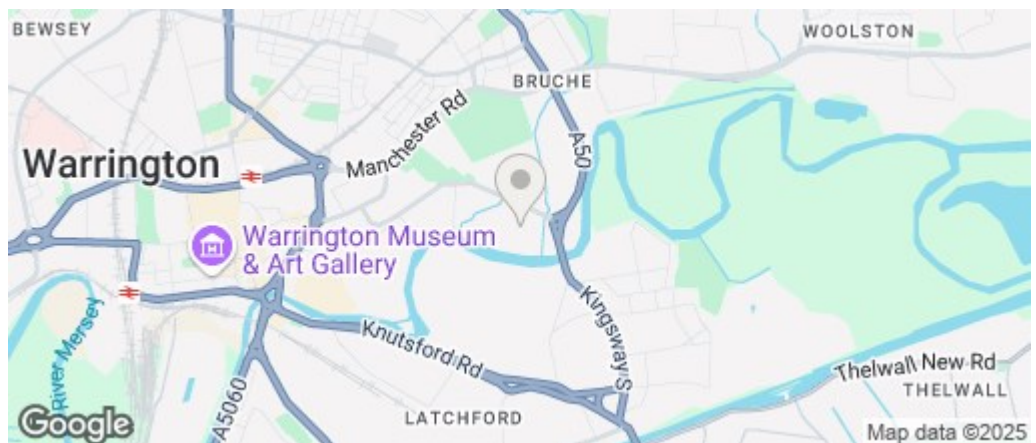 BEWSEY
WOOLSTON
BRUCHE
Manchester Rd
A50
Warrington
Warrington Museum
& Art Gallery
Kingsway S
River Mersey
Knutsford Rd
Thelwall New Rd
THELWALL
A5060
LATCHFORD
Google
Map data ©2025